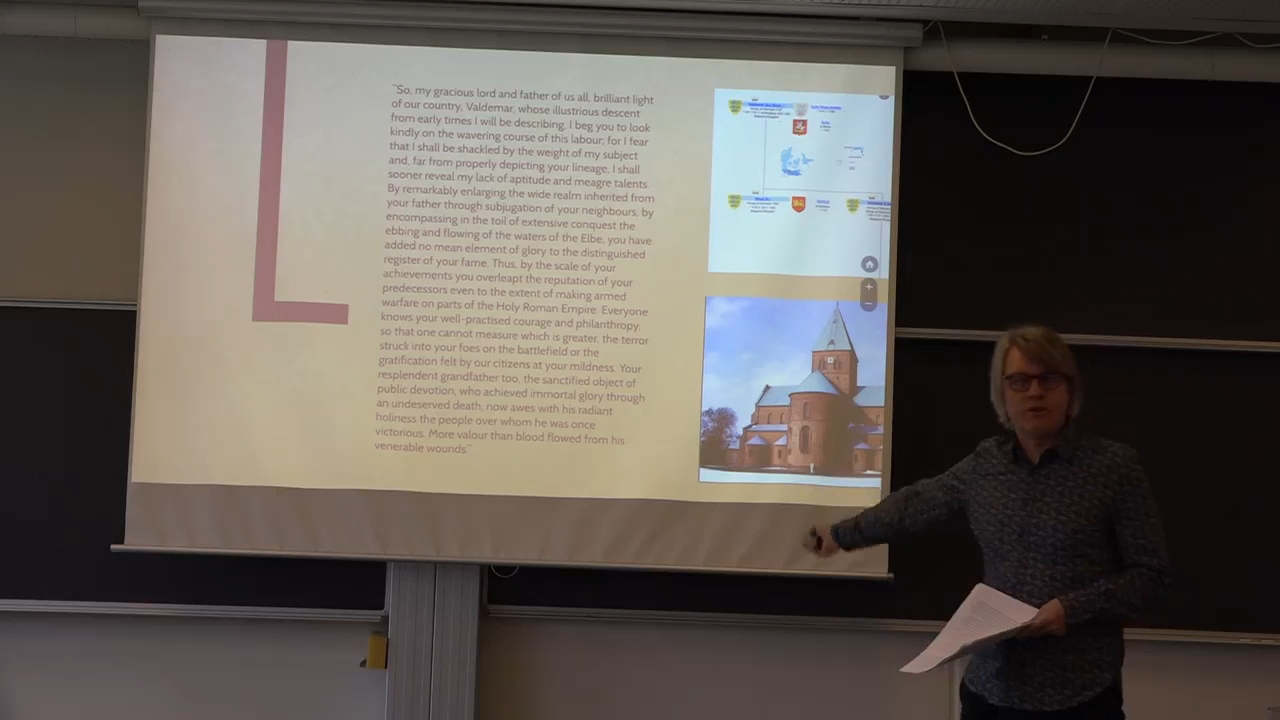 "So, my gracious lord and father of us all, brilliant light
of our country, Valdemar, whose illustrious descent
from early times I will be describing, I beg you to look
kindly on the wavering course of this labour; for I fear
that I shall be shackled by the weight of my subject
and, far from properly depicting your lineage, I shall
sooner reveal my lack of aptitude and meagre talents.
By remarkably enlarging the wide realm inherited from
your father through subjugation of your neighbours, by
encompassing in the toil of extensive conquest the
ebbing and flowing of the waters of the Elbe, you have
added no mean element of glory to the distinguished
register of your fame. Thus, by the scale of your
achievements you overleapt the reputation of your
predecessors even to the extent of making armed
warfare on parts of the Holy Roman Empire. Everyone
knows your well-practised courage and philanthropy,
so that one cannot measure which is greater, the terror
struck into your foes on the battlefield or the
gratification felt by our citizens at your mildness. Your
resplendent grandfather too, the sanctified object of
public devotion, who achieved immortal glory through
an undeserved death, now awes with his radiant
holiness the people over whom he was once
victorious. More valour than blood flowed from his
venerable wounds."